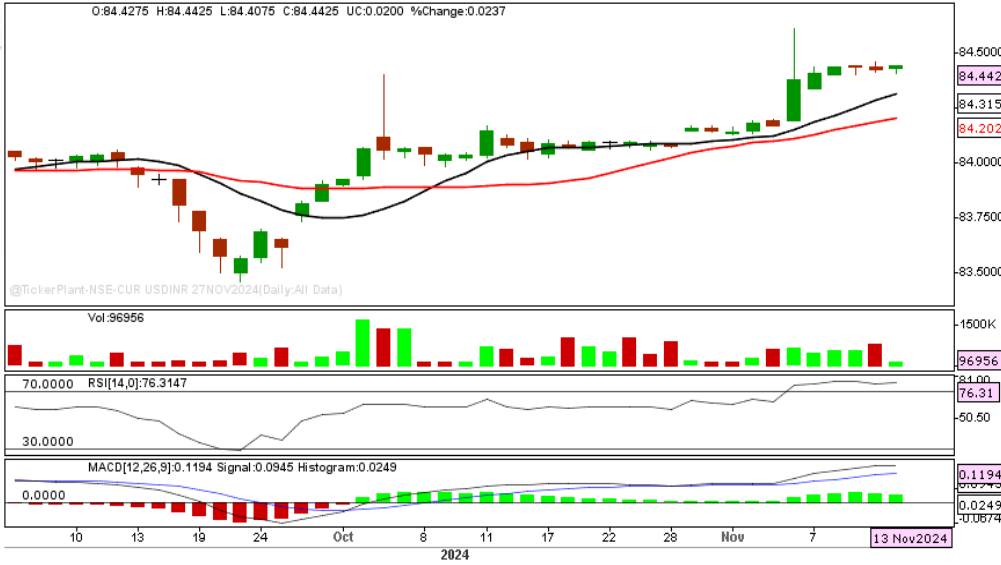 O:84.4275 H:84.4425 L:84.4075 C:84.4425 UC:0.0200 %Change:0.0237
84.5000
84.442
84.315
84.202
84.0000
83.7500
83.5000
@TickerPlant-NSE-CUR USDINR 27NOV2024(Daily:All Data)
Vol:96956
1500K
96956
70.0000 RSI[14,0]:76.3147
81.00
76.31
50.50
30.0000
MACD[12,26,9]:0.1194 Signal:0.0945 Histogram:0.0249
0.1194
0.0000
0.0249
10 13 19 24 Oct 8 11 17 22 28 Nov 7 13 Nov2024
2024